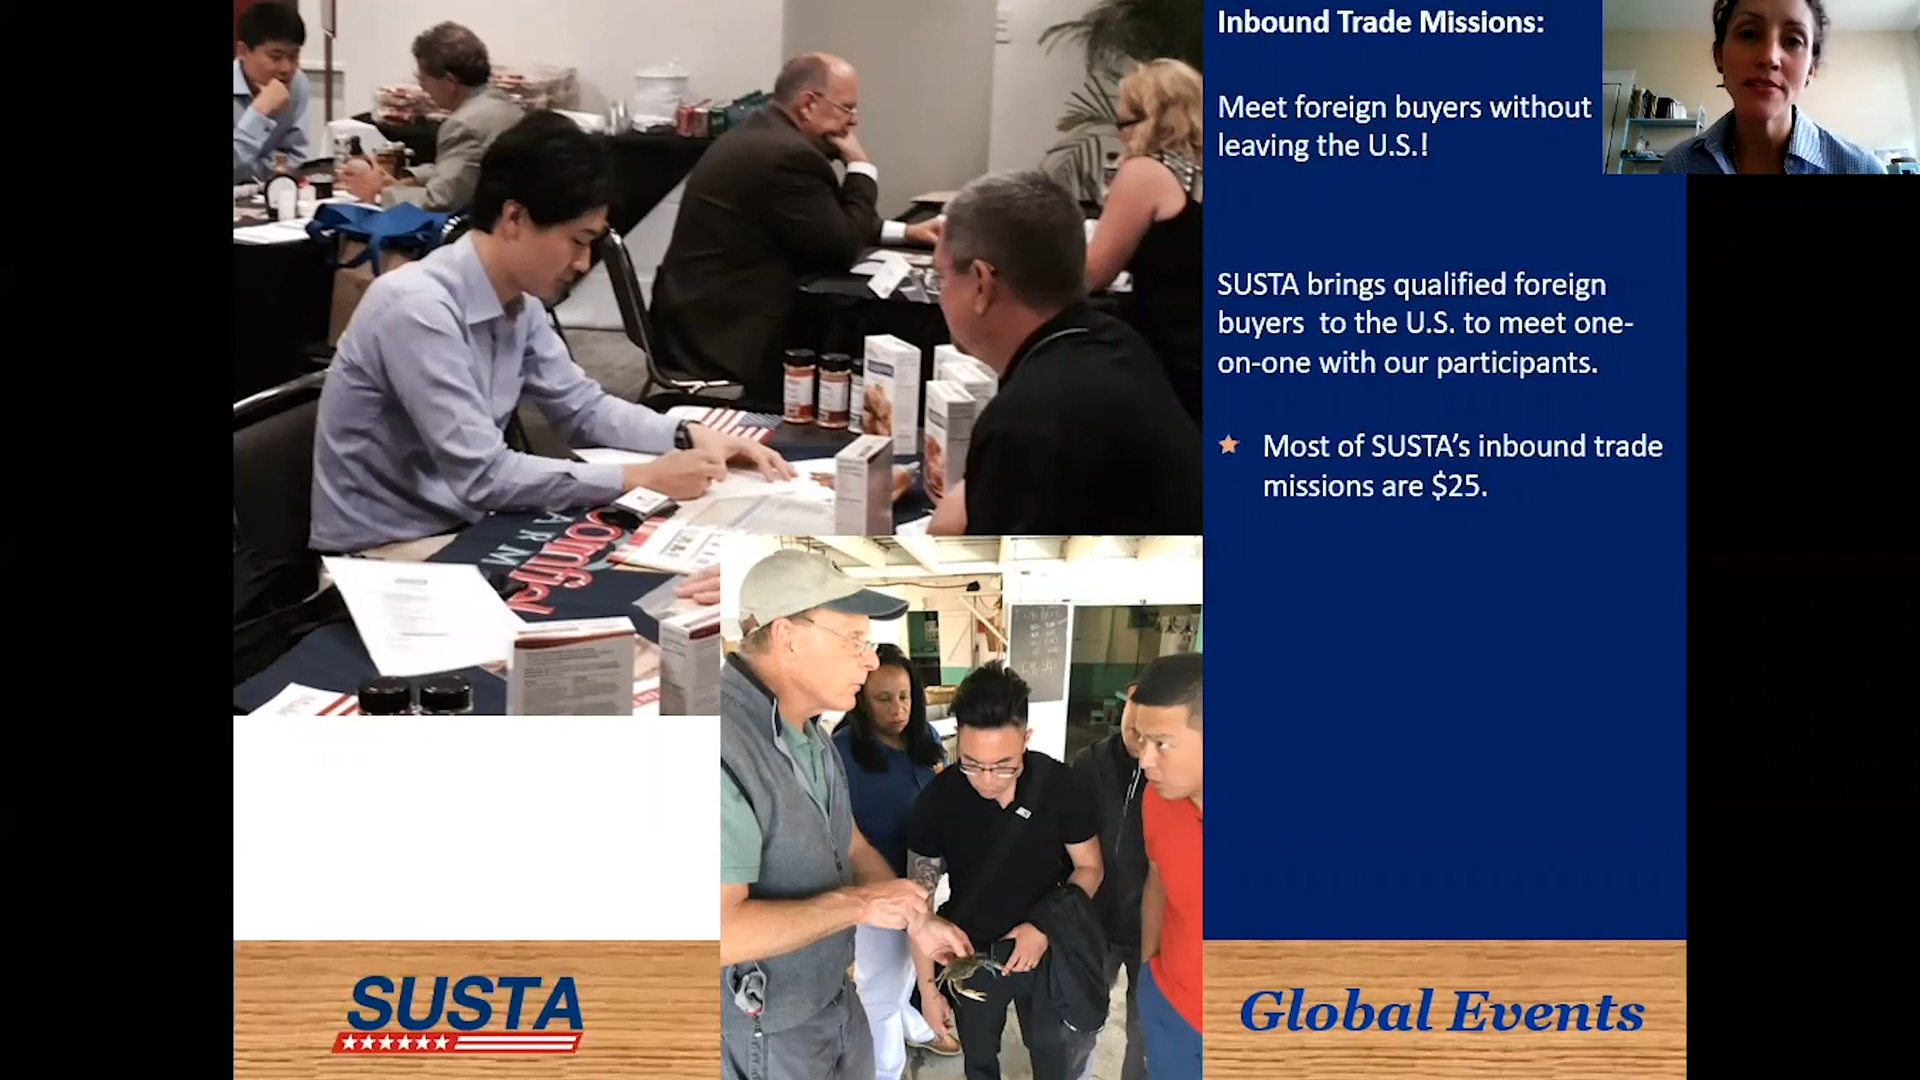 Inbound Trade Missions:
Meet foreign buyers without
leaving the U.S.!
SUSTA brings qualified foreign
buyers to the U.S. to meet one-
on-one with our participants.
Most of SUSTA's inbound trade
missions are $25.
SUSTA
Global Events